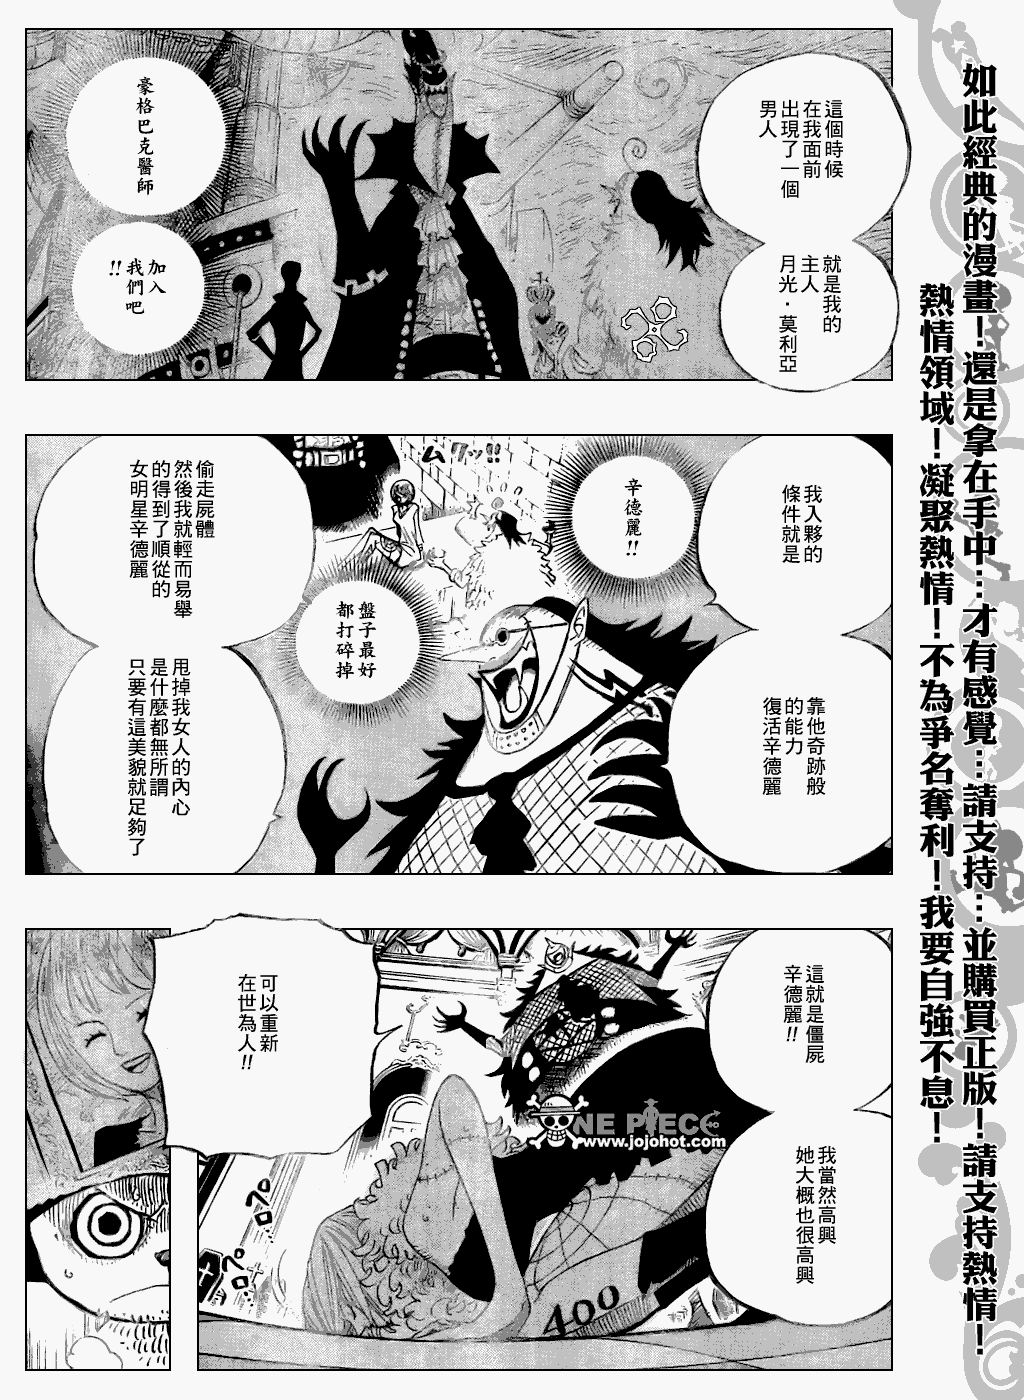 這個時候
在我面前
出現了一個
男人
就是我的
主人
月光·莫利亞
豪格巴克醫師
加入
我們吧
!!
我入夥的
條件就是
靠他奇跡般
的能力
復活辛德麗
辛德麗!!
ムクッ!!
盤子最好
都打碎掉
偷走屍體
然後我就輕而易舉
的得到了順從的
女明星辛德麗
甩掉我女人的內心
是什麼都無所謂
只要有這美貌就足夠了
這就是僵屍
辛德麗!!
我當然高興
她大概也很高興
可以重新
在世為人!!
ペロペロ
ペロペロ
400
ONE PIECE
www.jojohot.com
如此經典的漫畫！還是拿在手中…才有感覺…請支持…並購買正版！請支持熱情！
熱情領域！凝聚熱情！不為爭名奪利！我要自強不息！